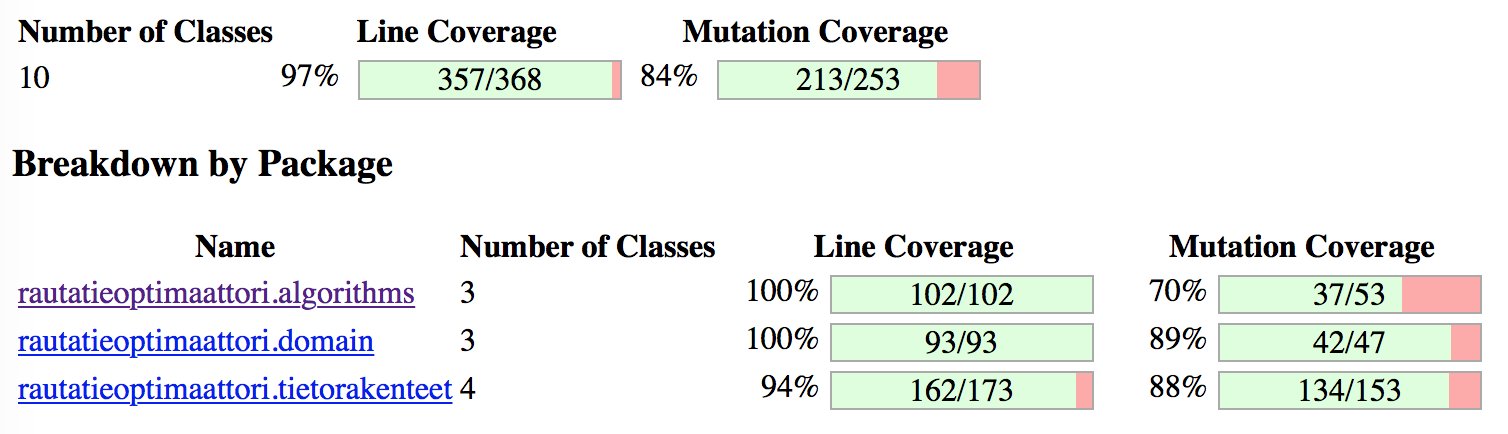 Number of Classes Line Coverage Mutation Coverage
10 97% 357/368 84% 213/253
Breakdown by Package
Name Number of Classes Line Coverage Mutation Coverage
rautatieoptimaattori.algorithms 3 100% 102/102 70% 37/53
rautatieoptimaattori.domain 3 100% 93/93 89% 42/47
rautatieoptimaattori.tietorakenteet 4 94% 162/173 88% 134/153